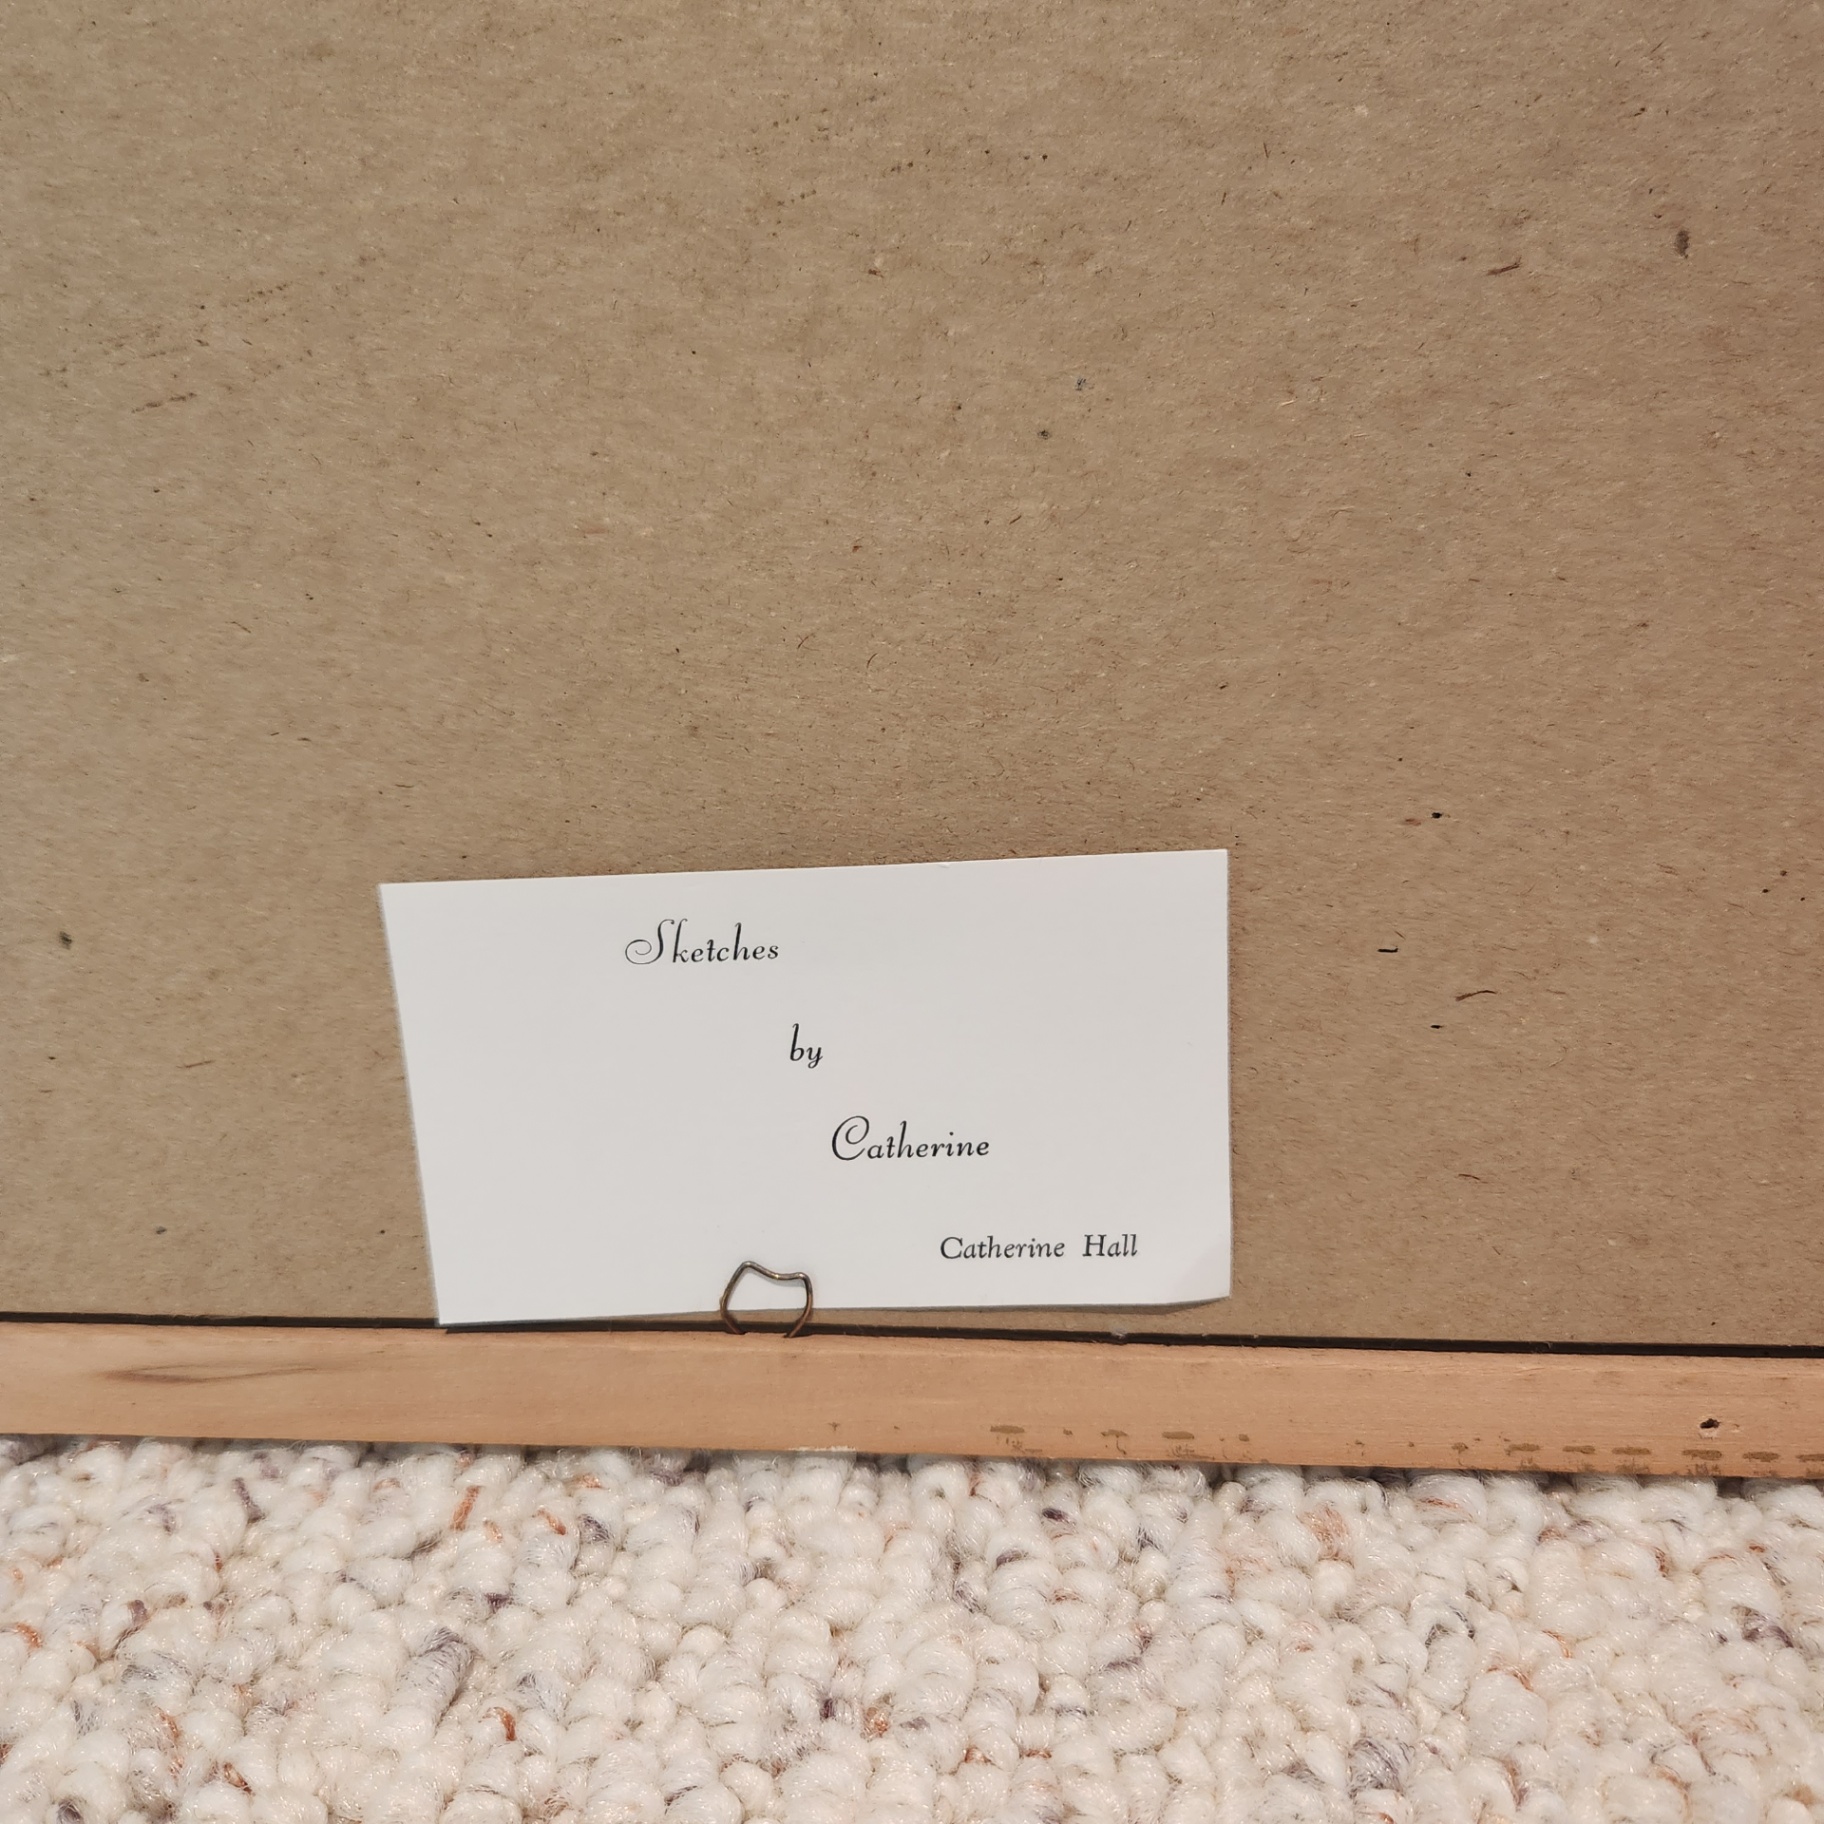 Sketches
by
Catherine
Catherine Hall